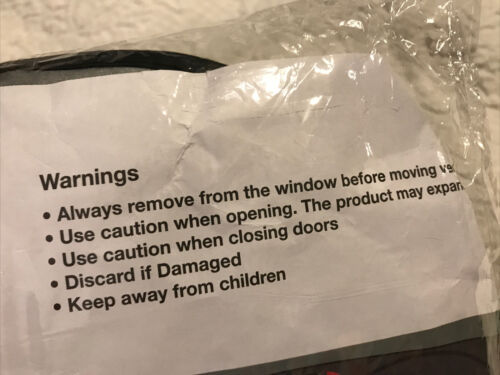 Warnings
• Always remove from the window before moving
• Use caution when opening. The product may
• Use caution when closing doors
• Discard if Damaged
• Keep away from children